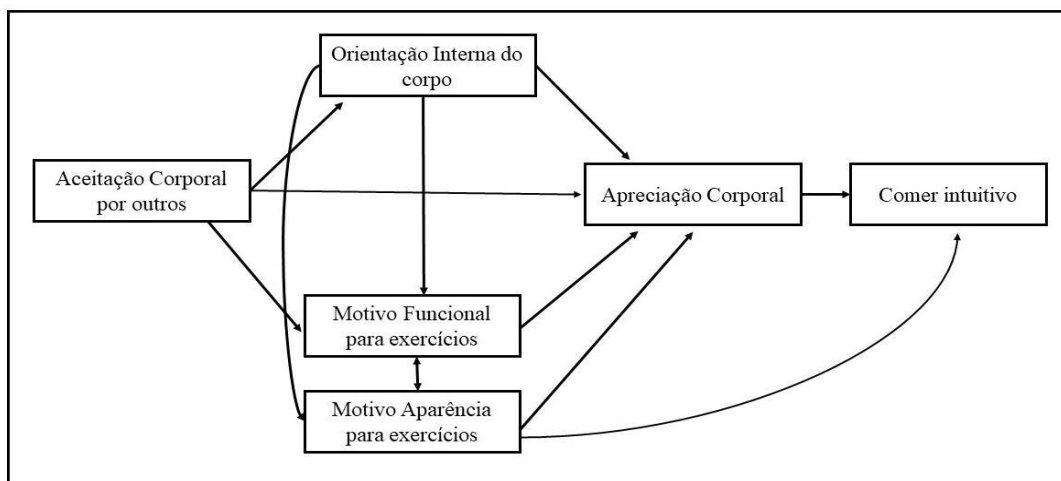 Orientação Interna do
corpo
Aceitação Corporal
por outros
Apreciação Corporal
Comer intuitivo
Motivo Funcional
para exercícios
Motivo Aparência
para exercícios